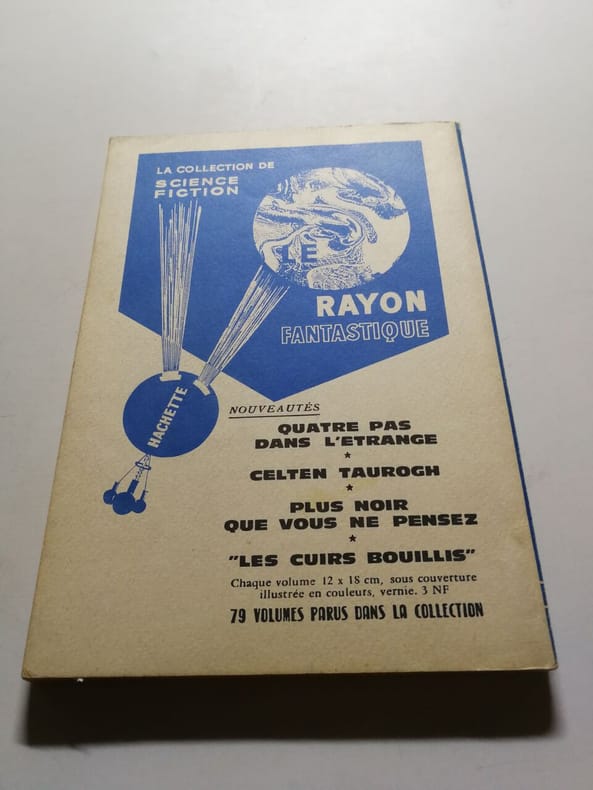 LA COLLECTION DE
SCIENCE
FICTION
LE
RAYON
FANTASTIQUE
HACHETTE
NOUVEAUTÉS
QUATRE PAS
DANS L'ETRANGE
★
CELTEN TAUROGH
★
PLUS NOIR
QUE VOUS NE PENSEZ
★
"LES CUIRS BOUILLIS"
Chaque volume 12 x 18 cm, sous couverture
illustrée en couleurs, vernie. 3 NF
79 VOLUMES PARUS DANS LA COLLECTION